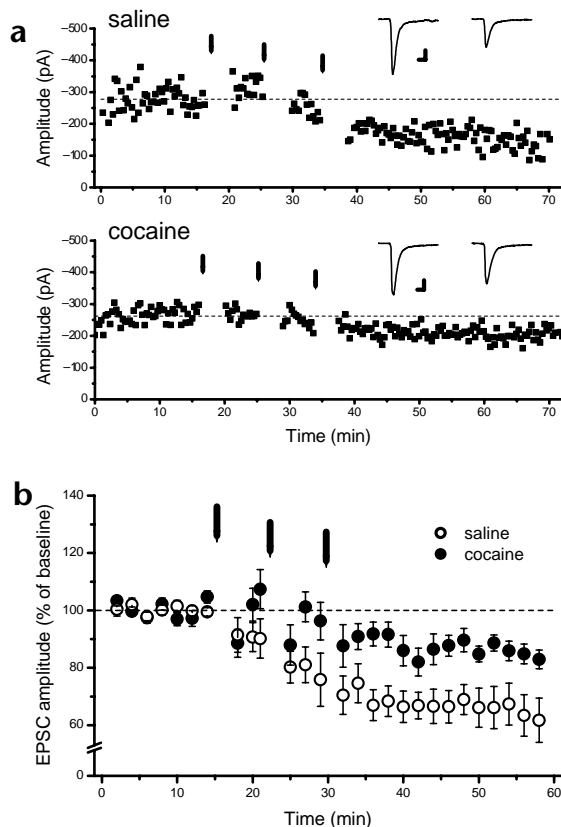 a
saline
Amplitude (pA)
–500
–400
–300
–200
–100
0
0 10 20 30 40 50 60 70
cocaine
Amplitude (pA)
–500
–400
–300
–200
–100
0
0 10 20 30 40 50 60 70
Time (min)
b
EPSC amplitude (% of baseline)
140
120
100
80
60
0
saline
cocaine
0 10 20 30 40 50 60
Time (min)